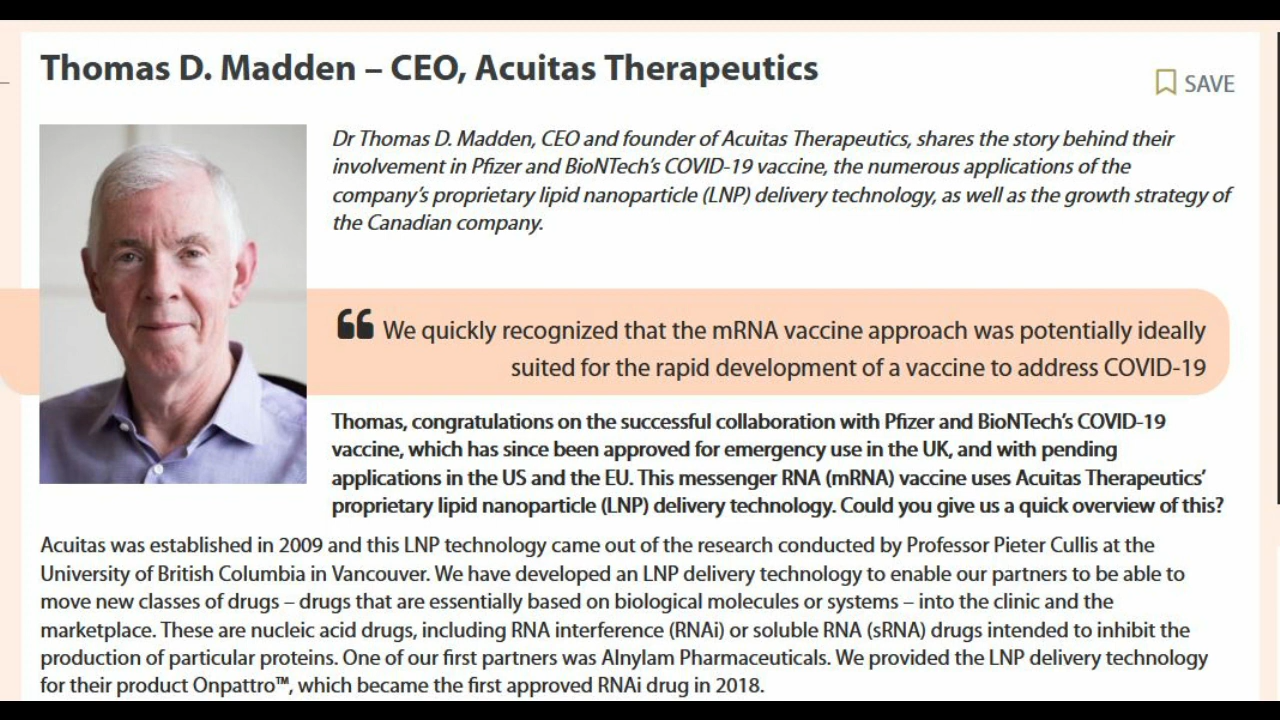 Thomas D. Madden – CEO, Acuitas Therapeutics
SAVE
Dr Thomas D. Madden, CEO and founder of Acuitas Therapeutics, shares the story behind their
involvement in Pfizer and BioNTech's COVID-19 vaccine, the numerous applications of the
company's proprietary lipid nanoparticle (LNP) delivery technology, as well as the growth strategy of
the Canadian company.
❝ We quickly recognized that the mRNA vaccine approach was potentially ideally
suited for the rapid development of a vaccine to address COVID-19
Thomas, congratulations on the successful collaboration with Pfizer and BioNTech's COVID-19
vaccine, which has since been approved for emergency use in the UK, and with pending
applications in the US and the EU. This messenger RNA (mRNA) vaccine uses Acuitas Therapeutics'
proprietary lipid nanoparticle (LNP) delivery technology. Could you give us a quick overview of this?
Acuitas was established in 2009 and this LNP technology came out of the research conducted by Professor Pieter Cullis at the
University of British Columbia in Vancouver. We have developed an LNP delivery technology to enable our partners to be able to
move new classes of drugs – drugs that are essentially based on biological molecules or systems – into the clinic and the
marketplace. These are nucleic acid drugs, including RNA interference (RNAi) or soluble RNA (sRNA) drugs intended to inhibit the
production of particular proteins. One of our first partners was Alnylam Pharmaceuticals. We provided the LNP delivery technology
for their product Onpattro™, which became the first approved RNAi drug in 2018.